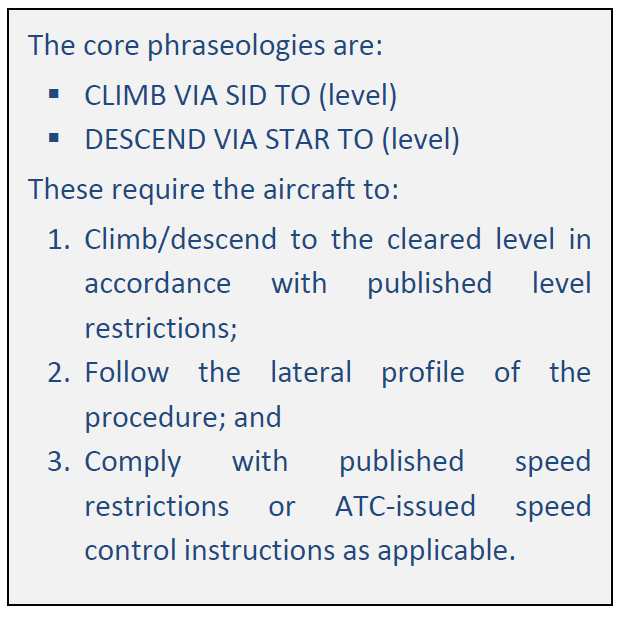 The core phraseologies are:
▪ CLIMB VIA SID TO (level)
▪ DESCEND VIA STAR TO (level)
These require the aircraft to:
1. Climb/descend to the cleared level in
accordance with published level
restrictions;
2. Follow the lateral profile of the
procedure; and
3. Comply with published speed
restrictions or ATC-issued speed
control instructions as applicable.